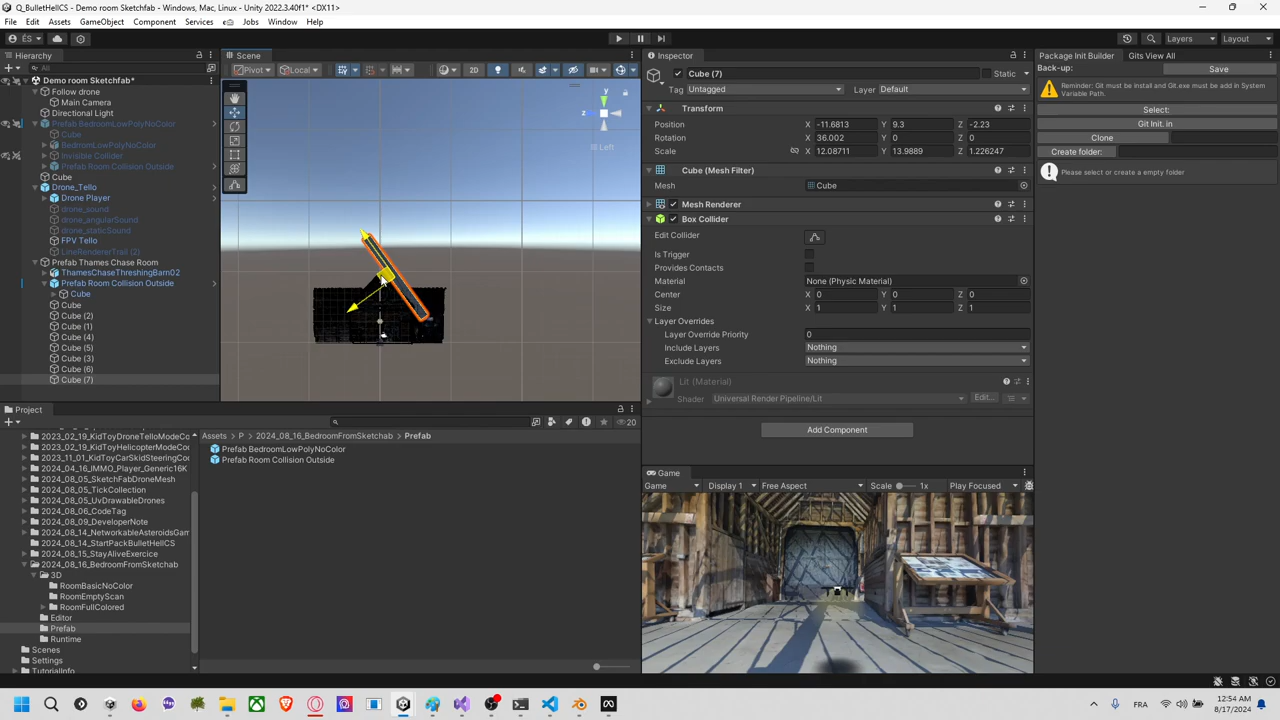 Q_BulletHellCS - Demo room Sketchfab - Windows, Mac, Linux - Unity 2022.3.40f1* <DX11>
File Edit Assets GameObject Component Services Jobs Window Help
ÉS Layers Layout
Hierarchy
All
Demo room Sketchfab*
Follow drone
Main Camera
Directional Light
Prefab BedroomsLowPolyNoColor
Cube
BedrromLowPolyNoColor
Invisible Collider
Prefab Room Collision Outside
Cube
Drone_Tello
Drone Player
drone_sound
drone_angularSound
drone_staticSound
FPV Tello
LineRendererTrail (2)
Prefab Thames Chase Room
ThamesChaseThreshingBarn02
Prefab Room Collision Outside
Cube
Cube
Cube (2)
Cube (1)
Cube (4)
Cube (5)
Cube (3)
Cube (6)
Cube (7)
Scene
Pivot Local 2D
y
z
Left
Inspector
Cube (7) Static
Tag Untagged Layer Default
Transform
Position X -11.6813 Y 9.3 Z -2.23
Rotation X 36.002 Y 0 Z 0
Scale X 12.08711 Y 13.9889 Z 1.226247
Cube (Mesh Filter)
Mesh Cube
Mesh Renderer
Box Collider
Edit Collider
Is Trigger
Provides Contacts
Material None (Physic Material)
Center X 0 Y 0 Z 0
Size X 1 Y 1 Z 1
Layer Overrides
Layer Override Priority 0
Include Layers Nothing
Exclude Layers Nothing
Lit (Material)
Shader Universal Render Pipeline/Lit Edit...
Add Component
Package Init Builder Gits View All
Back-up: Save
Reminder: Git must be install and Git.exe must be add in System
Variable Path.
Select:
Git Init. in
Clone
Create folder:
Please select or create a empty folder
Project
20
2023_02_19_KidToyDroneTelloModeCo
2023_02_19_KidToyHelicopterModeCo
2023_11_01_KidToyCarSkidSteeringCo
2024_04_16_IMMO_Player_Generic16K
2024_08_05_SketchFabDroneMesh
2024_08_05_TickCollection
2024_08_05_UvDrawableDrones
2024_08_06_CodeTag
2024_08_09_DeveloperNote
2024_08_14_NetworkableAsteroidsGam
2024_08_14_StartPackBulletHellCS
2024_08_15_StayAliveExercice
2024_08_16_BedroomFromSketchab
3D
RoomBasicNoColor
RoomEmptyScan
RoomFullColored
Editor
Prefab
Runtime
Scenes
Settings
TutorialInfo
Assets > P > 2024_08_16_BedroomFromSketchab > Prefab
Prefab BedroomLowPolyNoColor
Prefab Room Collision Outside
Game
Game Display 1 Free Aspect Scale 1x Play Focused
FRA 12:54 AM
8/17/2024